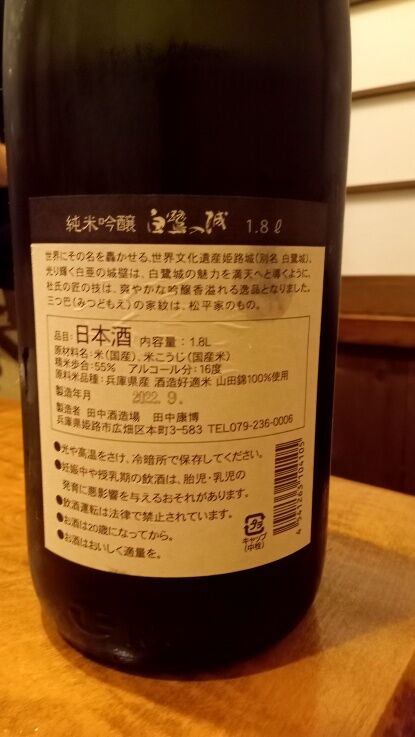 純米吟醸 白鷺の城 1.8ℓ
世界にその名を轟かせる、世界文化遺産姫路城(別名 白鷺城)。
光り輝く白亜の城壁は、白鷺城の魅力を満天へと導くように、
杜氏の匠の技は、爽やかな吟醸香溢れる逸品となりました。
三つ巴(みつどもえ)の家紋は、松平家のもの。
品目:日本酒 内容量:1.8L
原材料名:米(国産)、米こうじ(国産米)
精米歩合:55% アルコール分:16度
原料米品種:兵庫県産 酒造好適米 山田錦100%使用
製造年月 2022.9.
製造者 田中酒造場 田中康博
兵庫県姫路市広畑区本町3-583 TEL079-236-0006
●光や高温をさけ、冷暗所で保存してください。
●妊娠中や授乳期の飲酒は、胎児・乳児の
発育に悪影響を与えるおそれがあります。
●飲酒運転は法律で禁止されています。
●お酒は20歳になってから。
●お酒はおいしく適量を。
キャップ
(中栓)
4 541263 104105